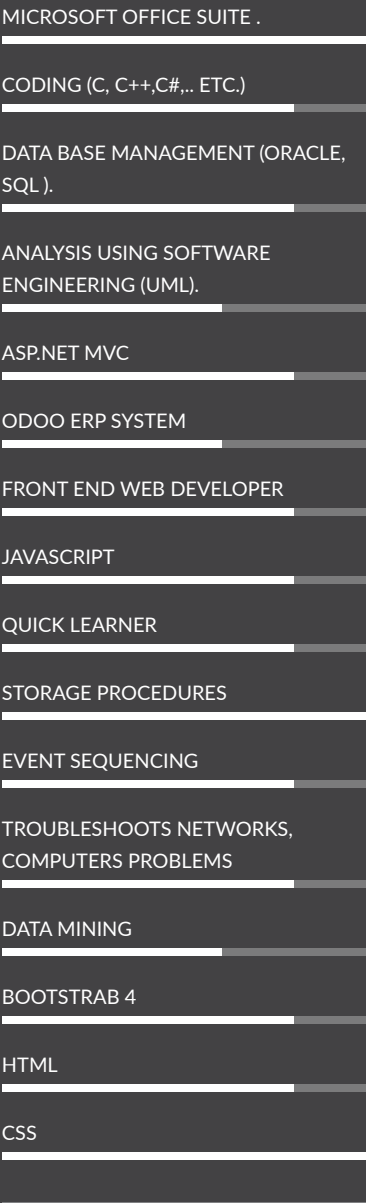 MICROSOFT OFFICE SUITE .
CODING (C, C++,C#,.. ETC.)
DATA BASE MANAGEMENT (ORACLE,
SQL ).
ANALYSIS USING SOFTWARE
ENGINEERING (UML).
ASP.NET MVC
ODOO ERP SYSTEM
FRONT END WEB DEVELOPER
JAVASCRIPT
QUICK LEARNER
STORAGE PROCEDURES
EVENT SEQUENCING
TROUBLESHOOTS NETWORKS,
COMPUTERS PROBLEMS
DATA MINING
BOOTSTRAB 4
HTML
CSS